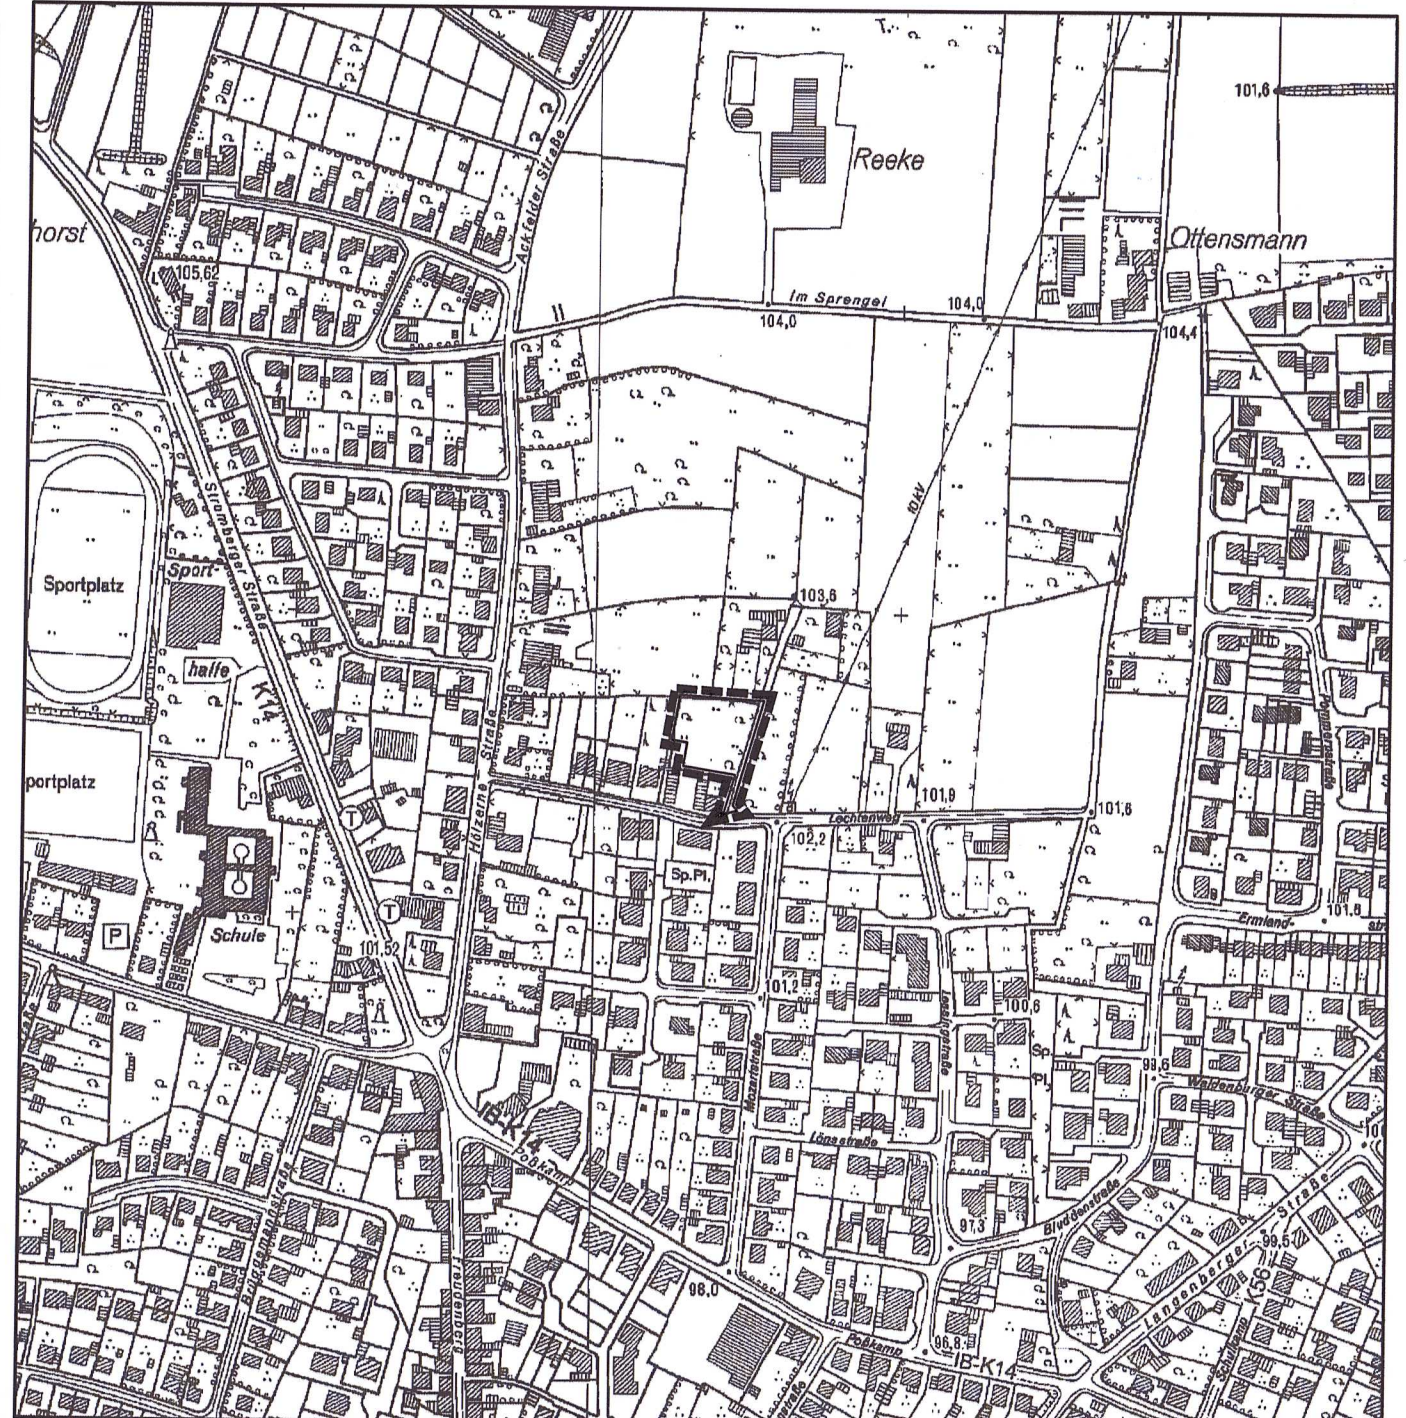 101,6
Reeke
horst
Ackfelder Straße
Ottensmann
105,62
Im Sprengel
104,0
104,0
104,4
10kV
Stromberger Straße
Sportplatz
Sport-
halle
103,6
K14
Hölzerne Straße
portplatz
T
101,9
101,6
Lechtenweg
102,2
Sp.Pl.
T
P
Schule
101,52
101,8
Ermland-
str
101,2
100,6
Sp.
Pl.
Mozartstraße
99,6
Waldenburger Straße
IB-K14
Poßkamp
Lönsstraße
Brüggemannstraße
97,3
Bluddenstraße
Langenberger Straße
99,5
K56
98,0
Poßkamp
96,8
IB-K14